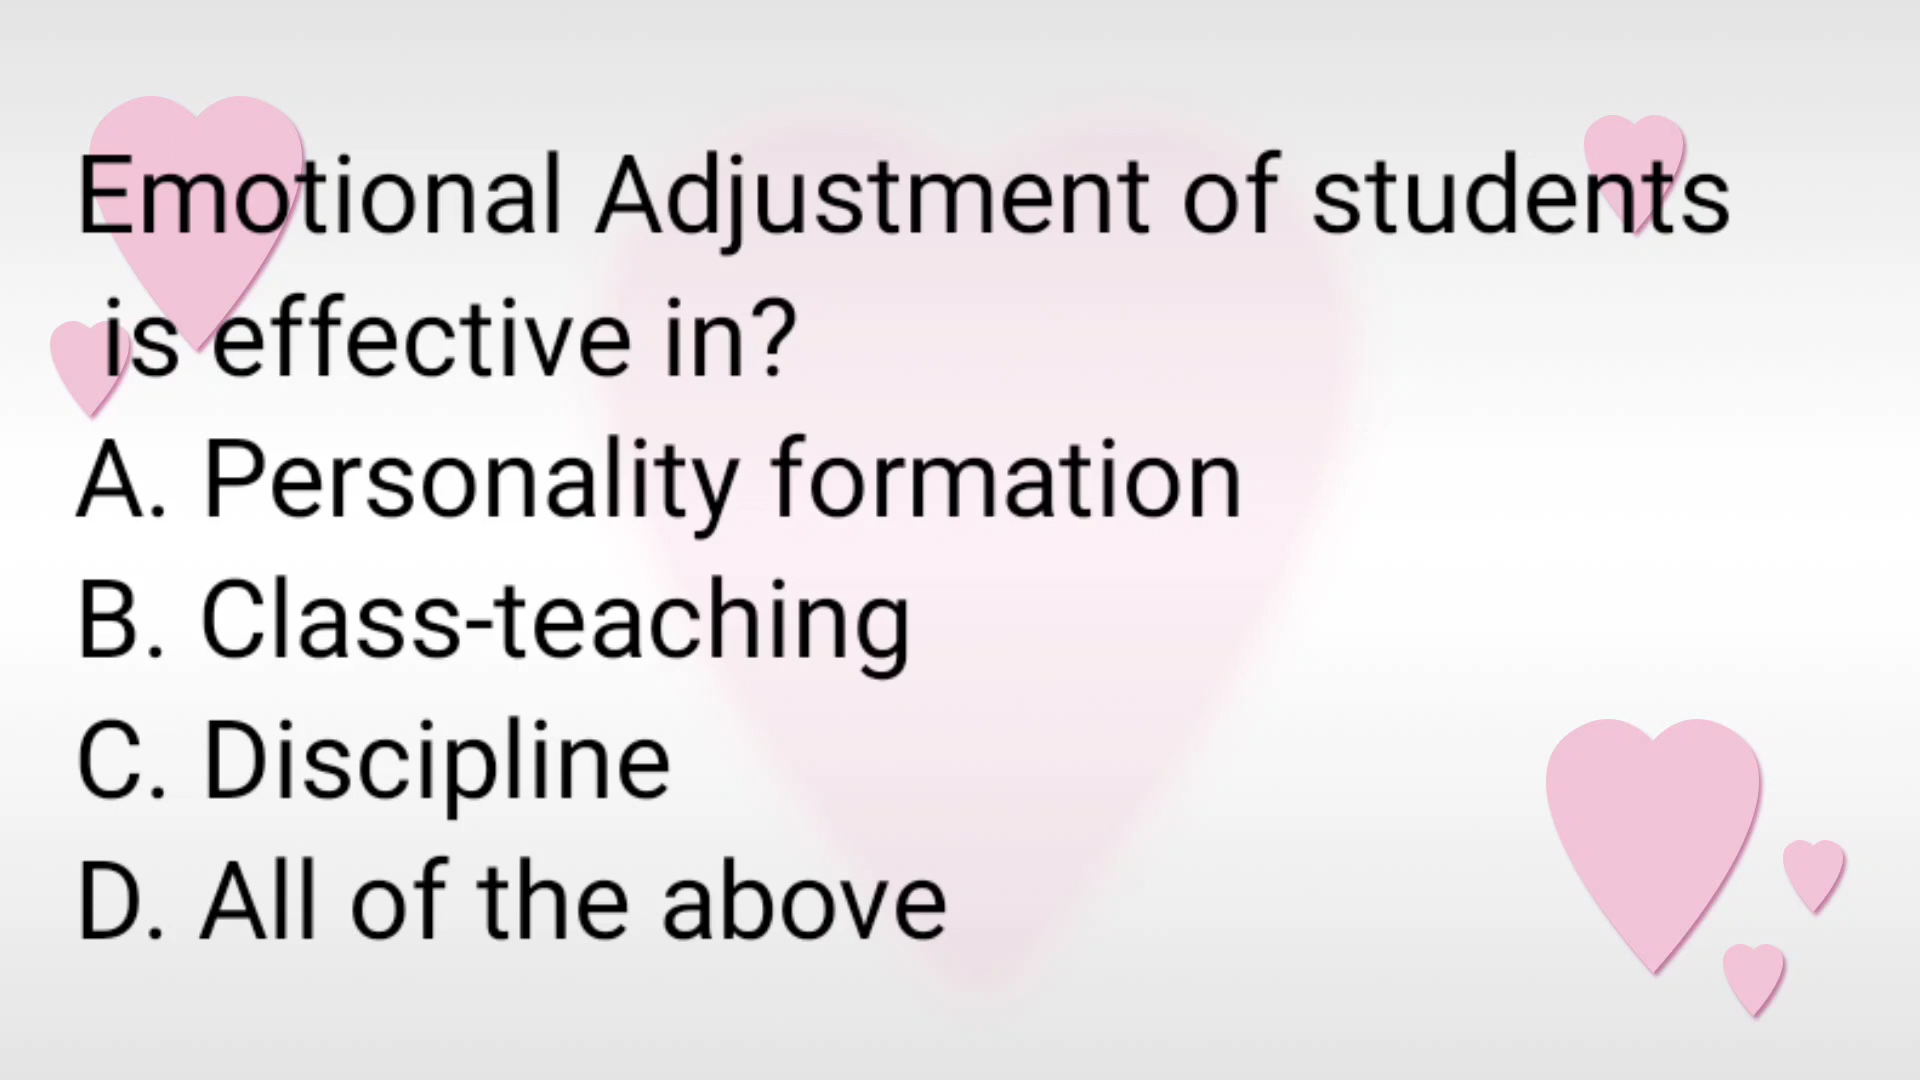 Emotional Adjustment of students
is effective in?
A. Personality formation
B. Class-teaching
C. Discipline
D. All of the above